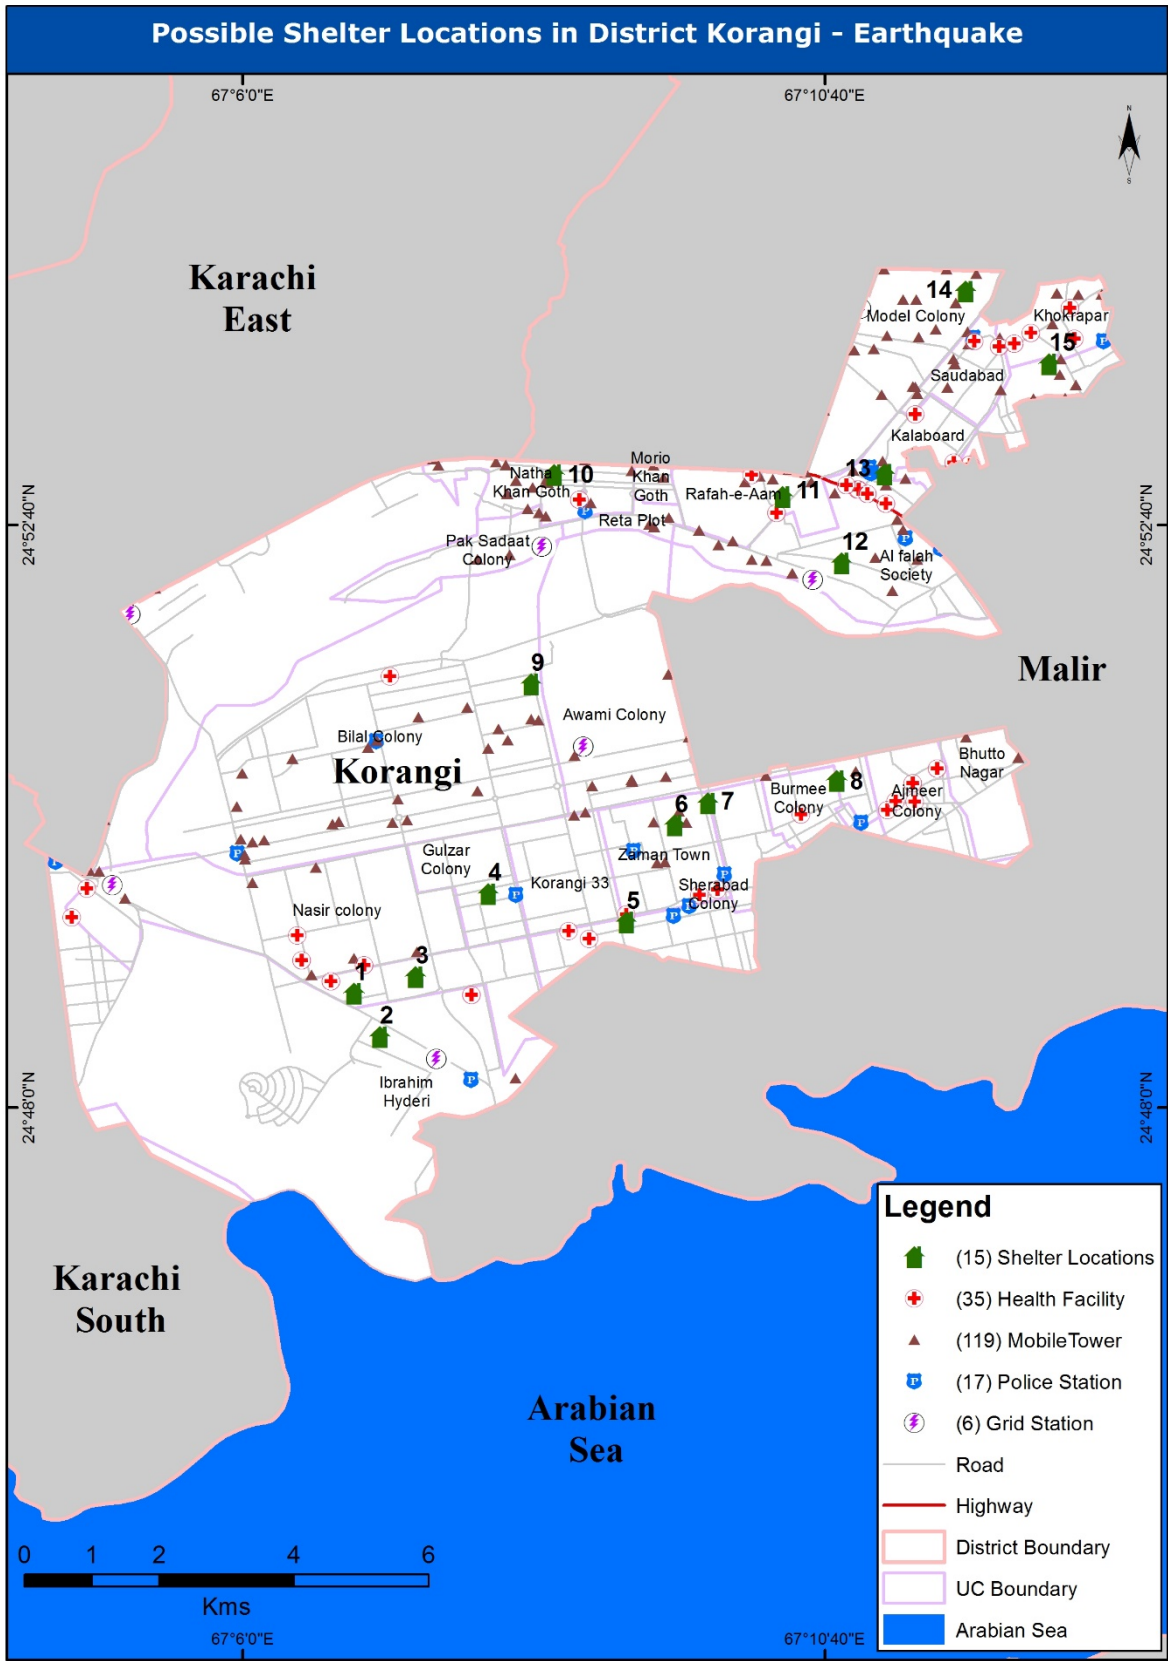 Possible Shelter Locations in District Korangi - Earthquake
67°6'0"E
67°10'40"E
N
S
Karachi
East
14
Model Colony
Khokrapar
15
Saudabad
Kalaboard
13
Natha
Khan Goth
10
Morio
Khan
Goth
Rafah-e-Aam
11
Reta Plot
24°52'40"N
24°52'40"N
Pak Sadaat
Colony
12
Al falah
Society
Malir
9
Awami Colony
Bilal Colony
Korangi
Bhutto
Nagar
8
Burmee
Colony
Ajmeer
Colony
6
7
Zaman Town
Gulzar
Colony
4
Korangi 33
Sherabad
Colony
5
Nasir colony
3
1
2
Ibrahim
Hyderi
24°48'0"N
24°48'0"N
Karachi
South
Arabian
Sea
Legend
(15) Shelter Locations
(35) Health Facility
(119) MobileTower
(17) Police Station
P
(6) Grid Station
Road
Highway
District Boundary
UC Boundary
Arabian Sea
0 1 2 4 6
Kms
67°6'0"E
67°10'40"E